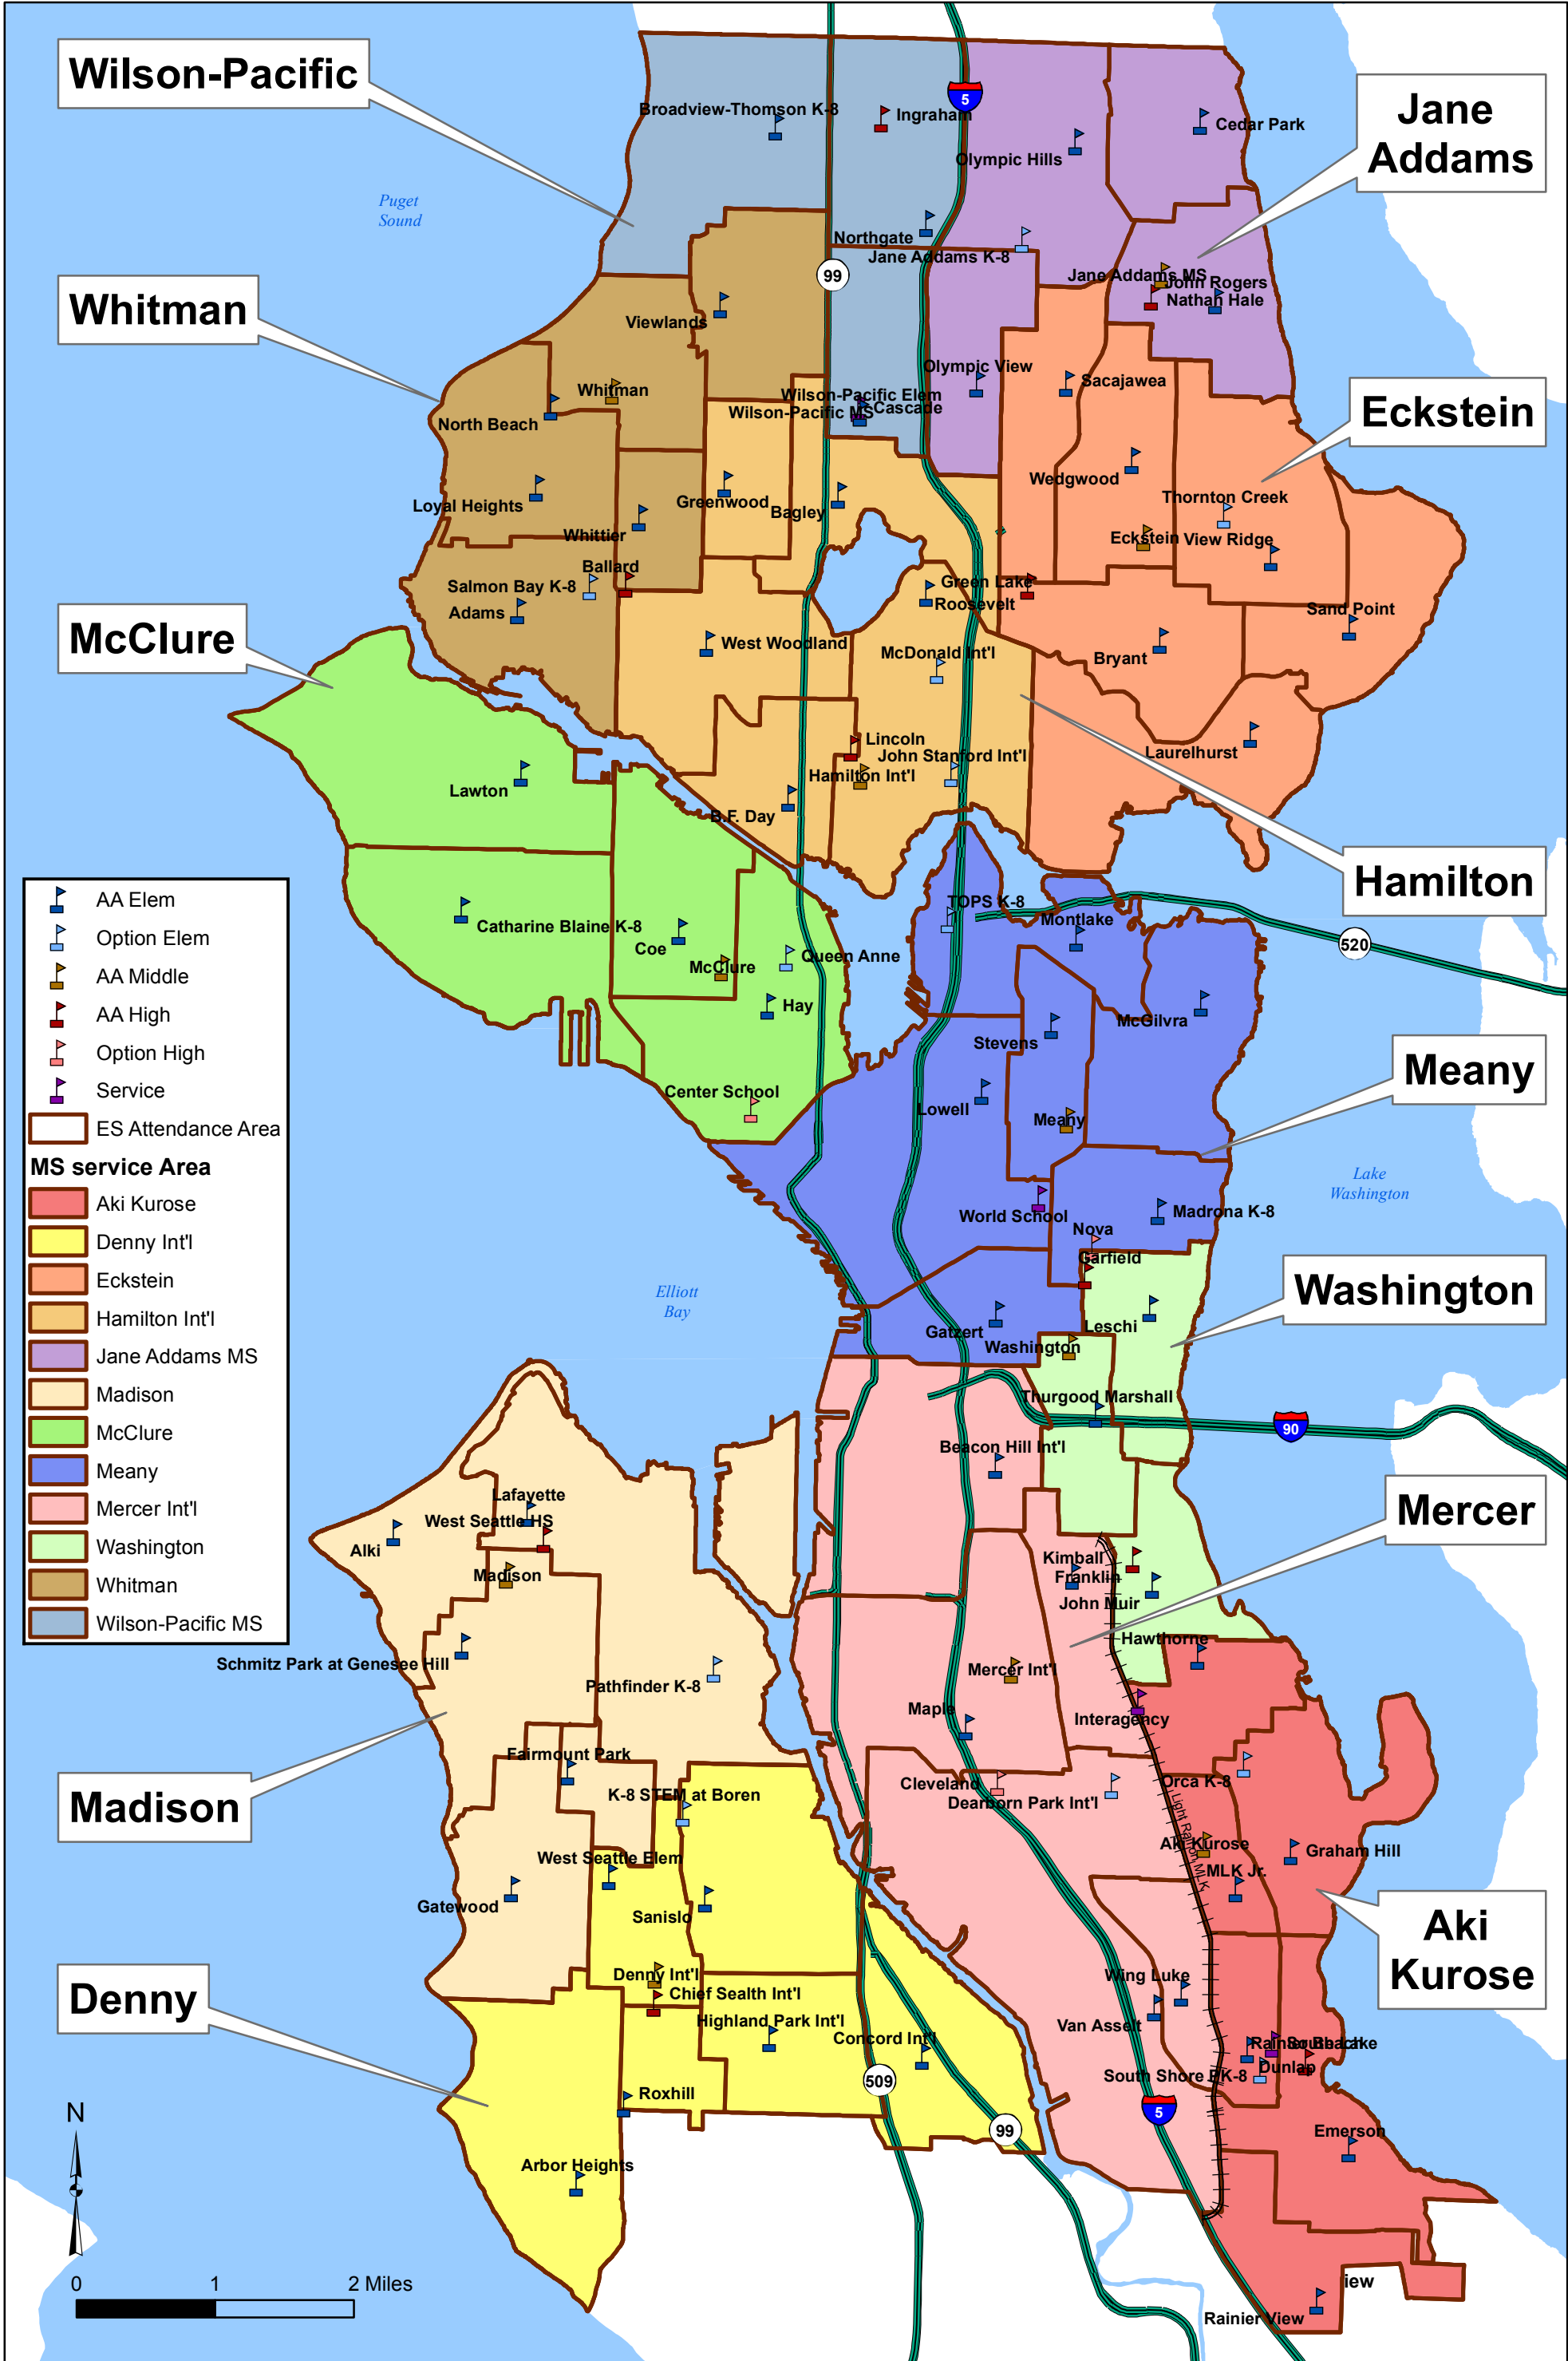 Wilson-Pacific
Jane
Addams
Broadview-Thomson K-8
Ingraham
5
Cedar Park
Olympic Hills
Puget
Sound
Northgate
Jane Addams K-8
99
Jane Addams MS
John Rogers
Nathan Hale
Whitman
Viewlands
Olympic View
Sacajawea
Whitman
Wilson-Pacific Elem
Cascade
Wilson-Pacific MS
North Beach
Eckstein
Wedgwood
Thornton Creek
Loyal Heights
Greenwood
Bagley
Whittier
Eckstein
View Ridge
Ballard
Salmon Bay K-8
Adams
Green Lake
Roosevelt
Sand Point
McClure
West Woodland
McDonald Int'l
Bryant
Lincoln
John Stanford Int'l
Laurelhurst
Hamilton Int'l
Lawton
B.F. Day
Hamilton
TOPS K-8
Montlake
Catharine Blaine K-8
Coe
McClure
Queen Anne
520
Hay
McGilvra
Stevens
Meany
Center School
Lowell
Meany
Lake
Washington
World School
Madrona K-8
Nova
Garfield
Elliott
Bay
Washington
Gatzert
Leschi
Washington
Thurgood Marshall
90
Beacon Hill Int'l
AA Elem
Option Elem
AA Middle
AA High
Option High
Service
ES Attendance Area
MS service Area
Aki Kurose
Denny Int'l
Eckstein
Hamilton Int'l
Jane Addams MS
Madison
McClure
Meany
Mercer Int'l
Washington
Whitman
Wilson-Pacific MS
Lafayette
West Seattle HS
Alki
Madison
Mercer
Kimball
Franklin
John Muir
Hawthorne
Schmitz Park at Genesee Hill
Pathfinder K-8
Mercer Int'l
Maple
Interagency
Fairmount Park
K-8 STEM at Boren
Cleveland
Dearborn Park Int'l
Orca K-8
Light Rail on MLK
Madison
West Seattle Elem
Aki Kurose
Graham Hill
MLK Jr.
Gatewood
Sanislo
Aki
Kurose
Denny
Denny Int'l
Chief Sealth Int'l
Wing Luke
Highland Park Int'l
Van Asselt
Concord Int'l
Rainier Beach
South Lake
Dunlap
South Shore PK-8
509
Roxhill
5
99
Emerson
Arbor Heights
N
iew
Rainier View
0 1 2 Miles